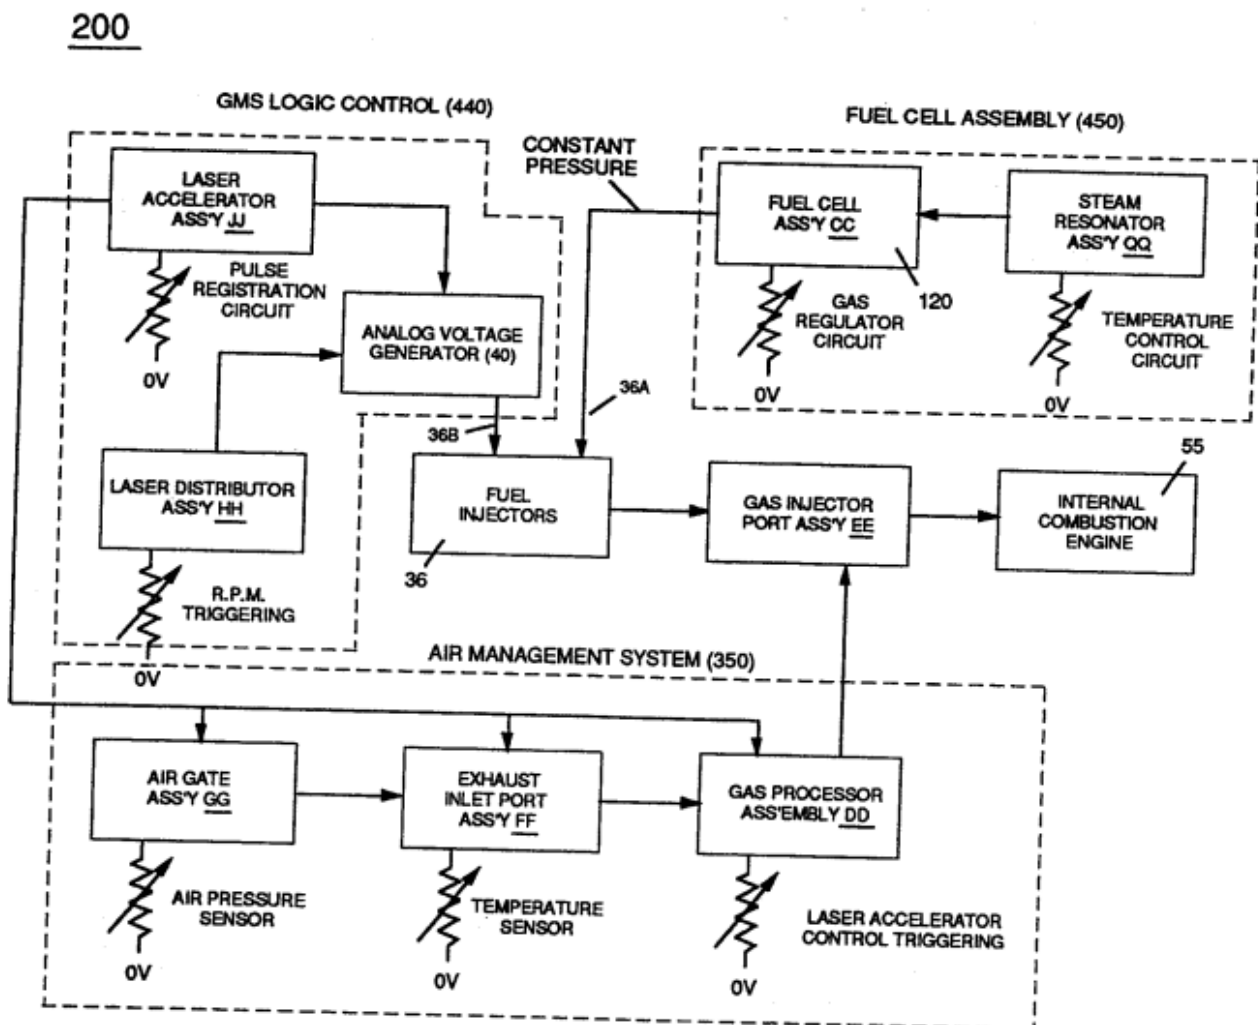 200
GMS LOGIC CONTROL (440)
LASER
ACCELERATOR
ASS'Y JJ
PULSE
REGISTRATION
CIRCUIT
0V
ANALOG VOLTAGE
GENERATOR (40)
36B
LASER DISTRIBUTOR
ASS'Y HH
R.P.M.
TRIGGERING
0V
CONSTANT
PRESSURE
36A
FUEL CELL ASSEMBLY (450)
FUEL CELL
ASS'Y CC
120
GAS
REGULATOR
CIRCUIT
0V
STEAM
RESONATOR
ASS'Y QQ
TEMPERATURE
CONTROL
CIRCUIT
0V
FUEL
INJECTORS
36
GAS INJECTOR
PORT ASS'Y EE
55
INTERNAL
COMBUSTION
ENGINE
AIR MANAGEMENT SYSTEM (350)
AIR GATE
ASS'Y GG
AIR PRESSURE
SENSOR
0V
EXHAUST
INLET PORT
ASS'Y FF
TEMPERATURE
SENSOR
0V
GAS PROCESSOR
ASS'EMBLY DD
LASER ACCELERATOR
CONTROL TRIGGERING
0V